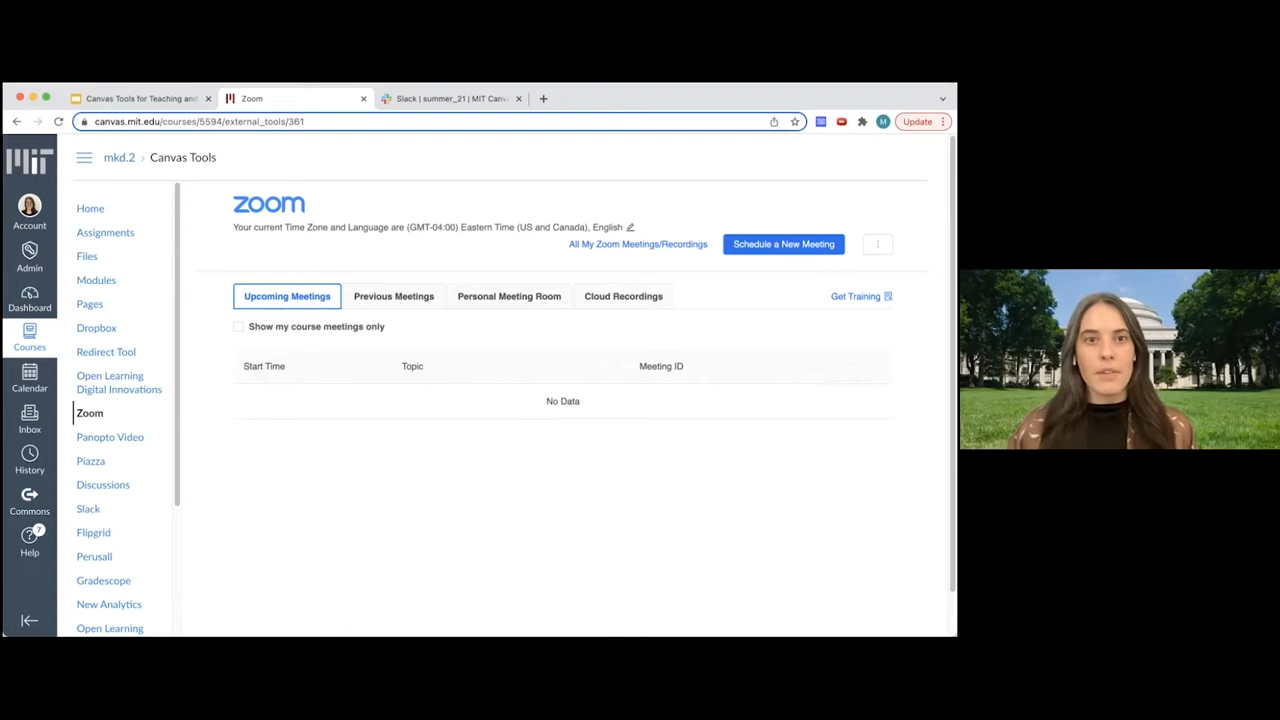 Canvas Tools for Teaching and
Zoom
Slack | summer_21 | MIT Canv
canvas.mit.edu/courses/5594/external_tools/361
M
Update
MIT
mkd.2 › Canvas Tools
Account
Admin
Dashboard
Courses
Calendar
Inbox
History
Commons
7
Help
Home
Assignments
Files
Modules
Pages
Dropbox
Redirect Tool
Open Learning
Digital Innovations
Zoom
Panopto Video
Piazza
Discussions
Slack
Flipgrid
Perusall
Gradescope
New Analytics
Open Learning
zoom
Your current Time Zone and Language are (GMT-04:00) Eastern Time (US and Canada), English
All My Zoom Meetings/Recordings
Schedule a New Meeting
Upcoming Meetings
Previous Meetings
Personal Meeting Room
Cloud Recordings
Get Training
Show my course meetings only
Start Time
Topic
Meeting ID
No Data